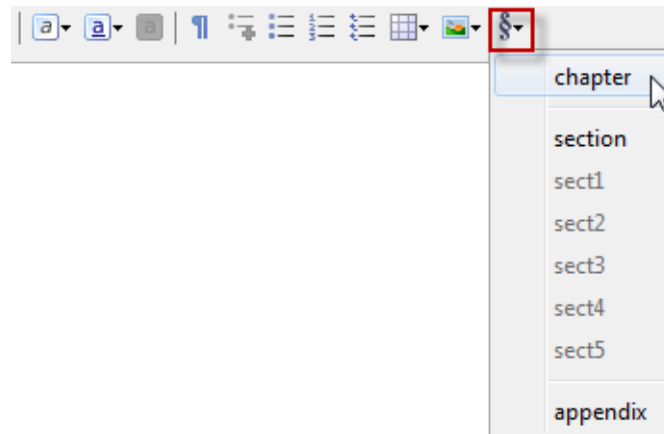 a a a ¶ §
chapter
section
sect1
sect2
sect3
sect4
sect5
appendix